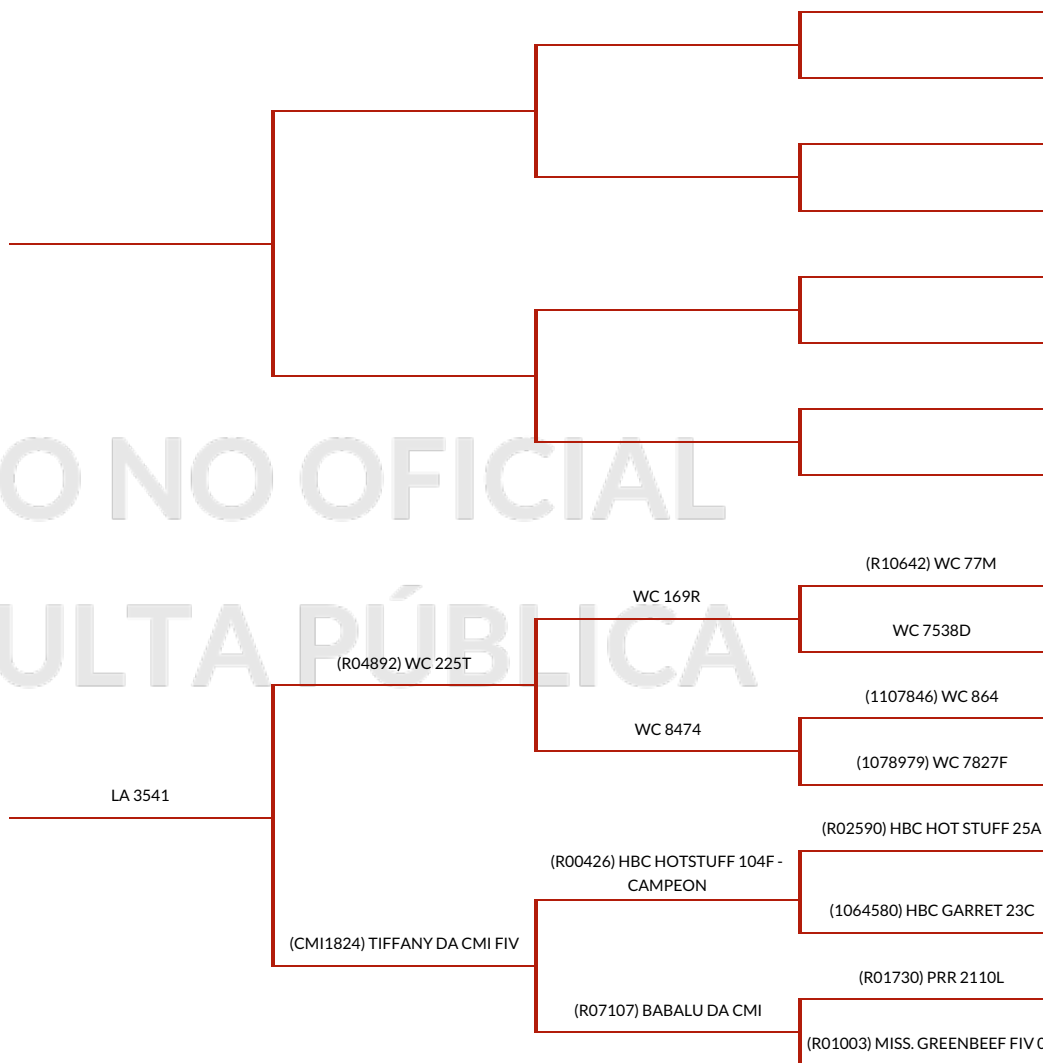 O NO OFICIAL
ULTA PÚBLICA
(R10642) WC 77M
WC 169R
WC 7538D
(R04892) WC 225T
(1107846) WC 864
WC 8474
(1078979) WC 7827F
LA 3541
(R02590) HBC HOT STUFF 25A
(R00426) HBC HOTSTUFF 104F -
CAMPEON
(1064580) HBC GARRET 23C
(CMI1824) TIFFANY DA CMI FIV
(R01730) PRR 2110L
(R07107) BABALU DA CMI
(R01003) MISS. GREENBEEF FIV 0